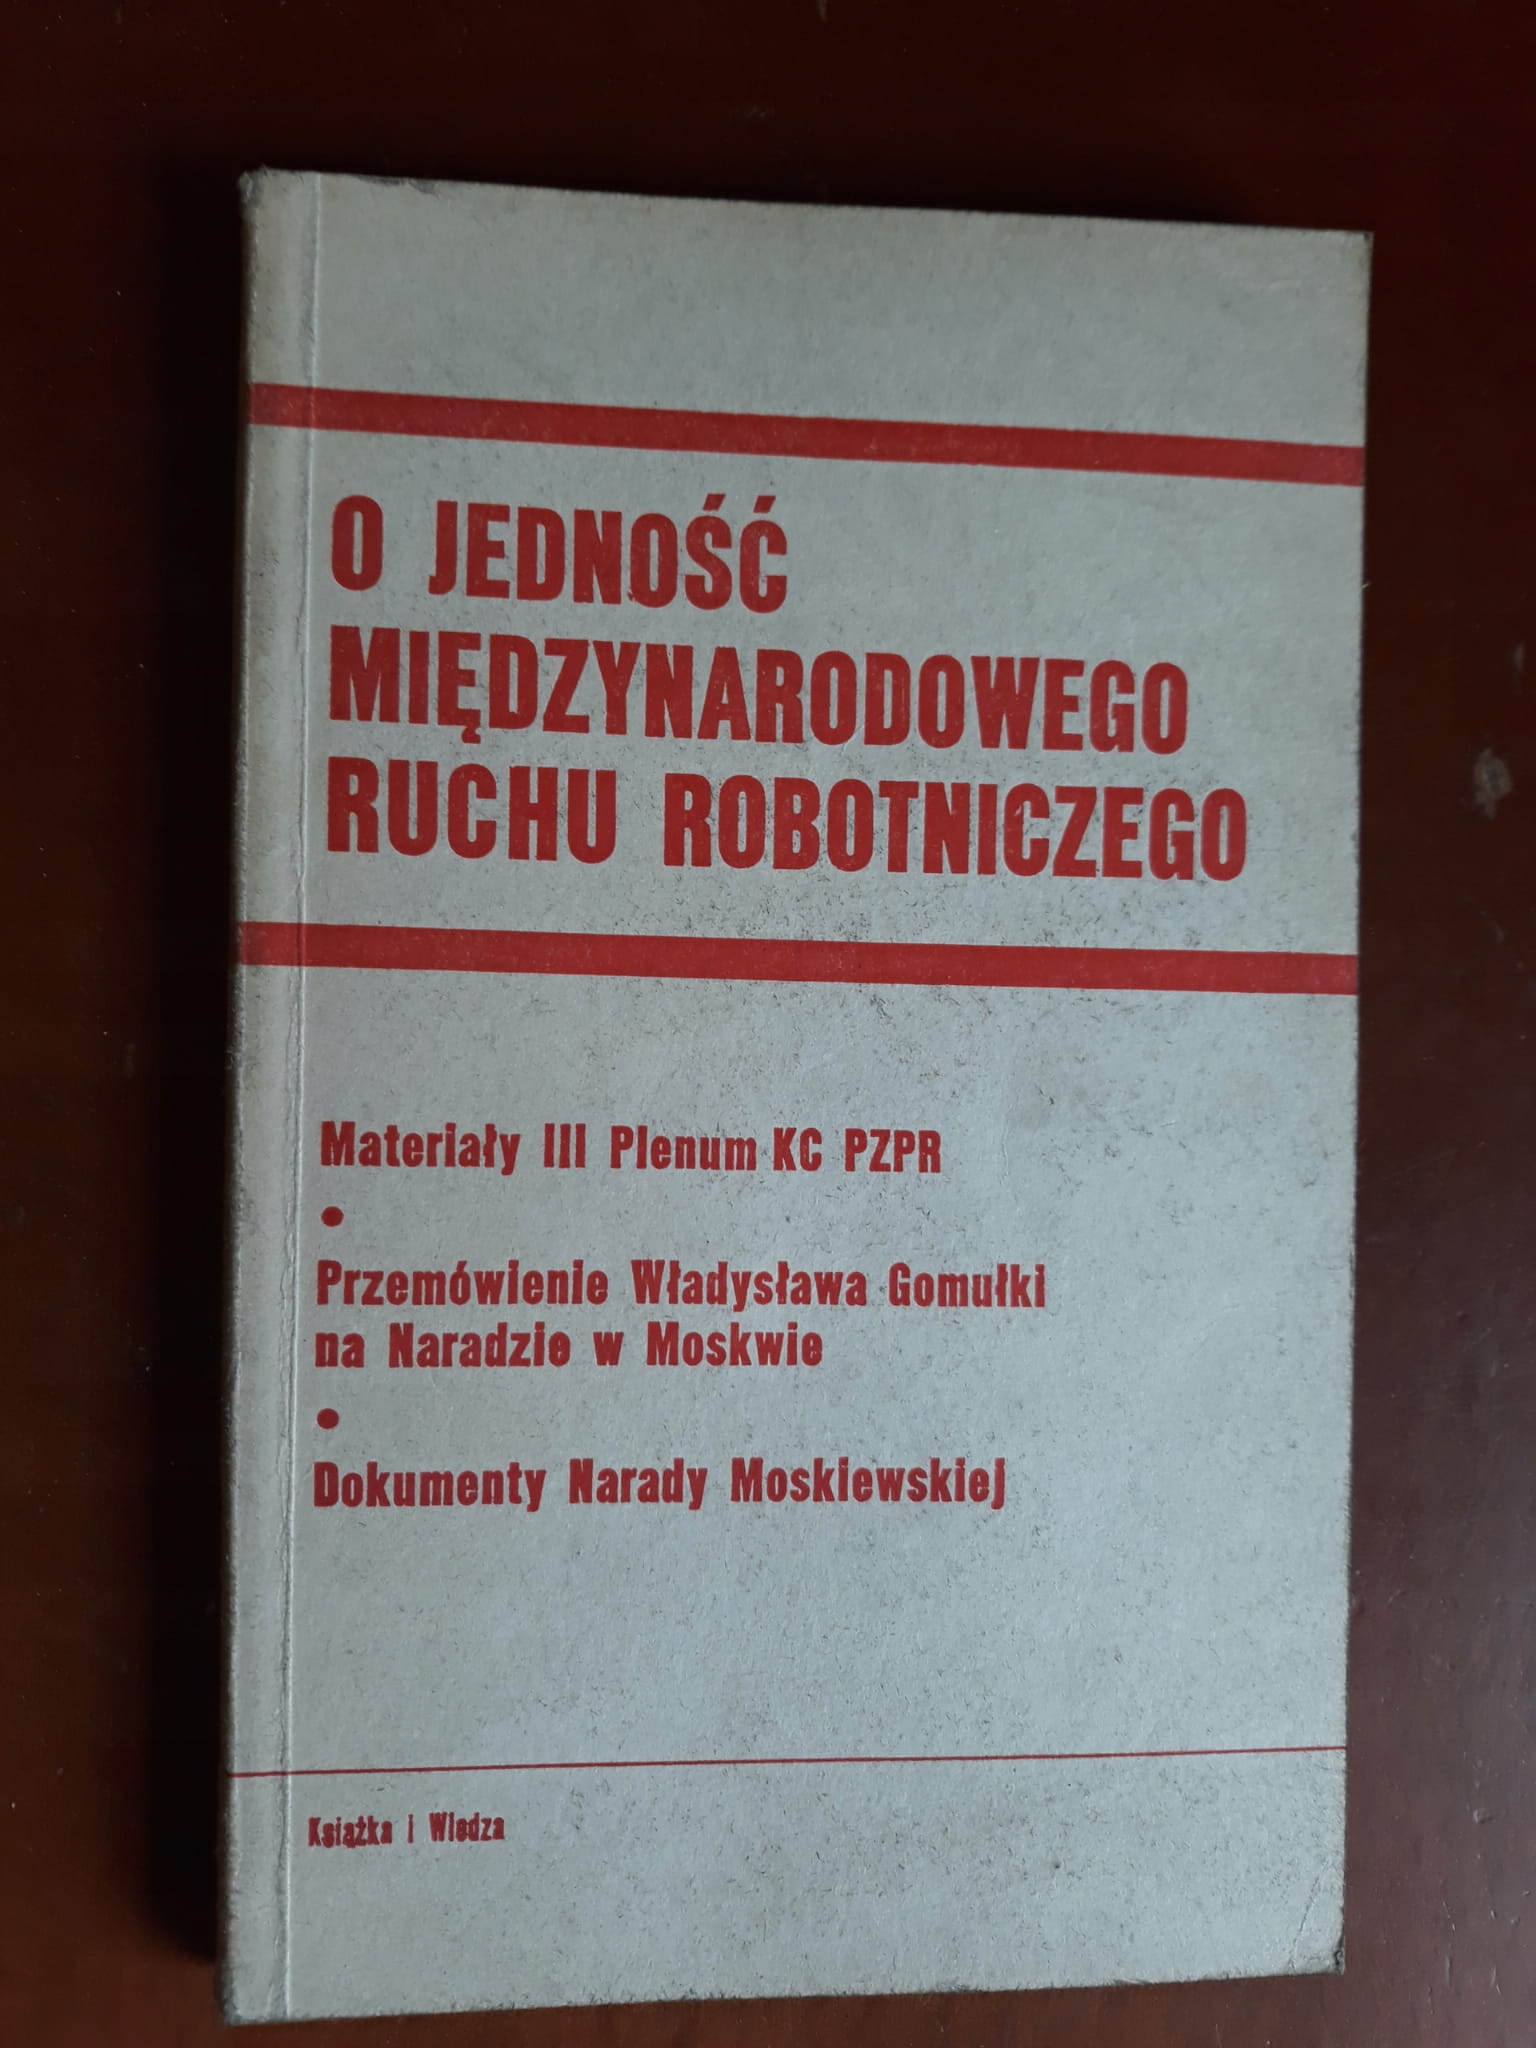 O JEDNOŚĆ
MIĘDZYNARODOWEGO
RUCHU ROBOTNICZEGO
Materiały III Plenum KC PZPR
•
Przemówienie Władysława Gomułki
na Naradzie w Moskwie
•
Dokumenty Narady Moskiewskiej
Książka i Wiedza